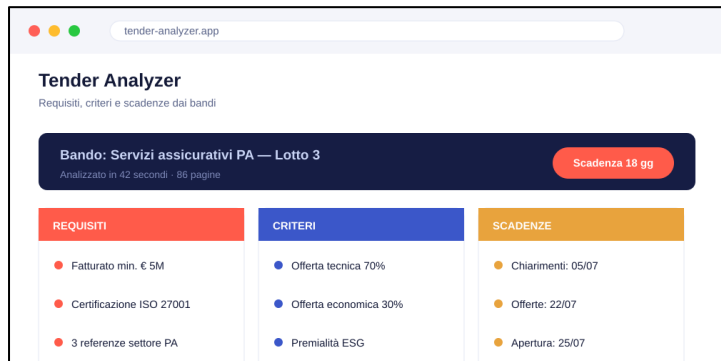 tender-analyzer.app
Tender Analyzer
Requisiti, criteri e scadenze dai bandi
Bando: Servizi assicurativi PA — Lotto 3
Analizzato in 42 secondi · 86 pagine
Scadenza 18 gg
REQUISITI
Fatturato min. € 5M
Certificazione ISO 27001
3 referenze settore PA
CRITERI
Offerta tecnica 70%
Offerta economica 30%
Premialità ESG
SCADENZE
Chiarimenti: 05/07
Offerte: 22/07
Apertura: 25/07